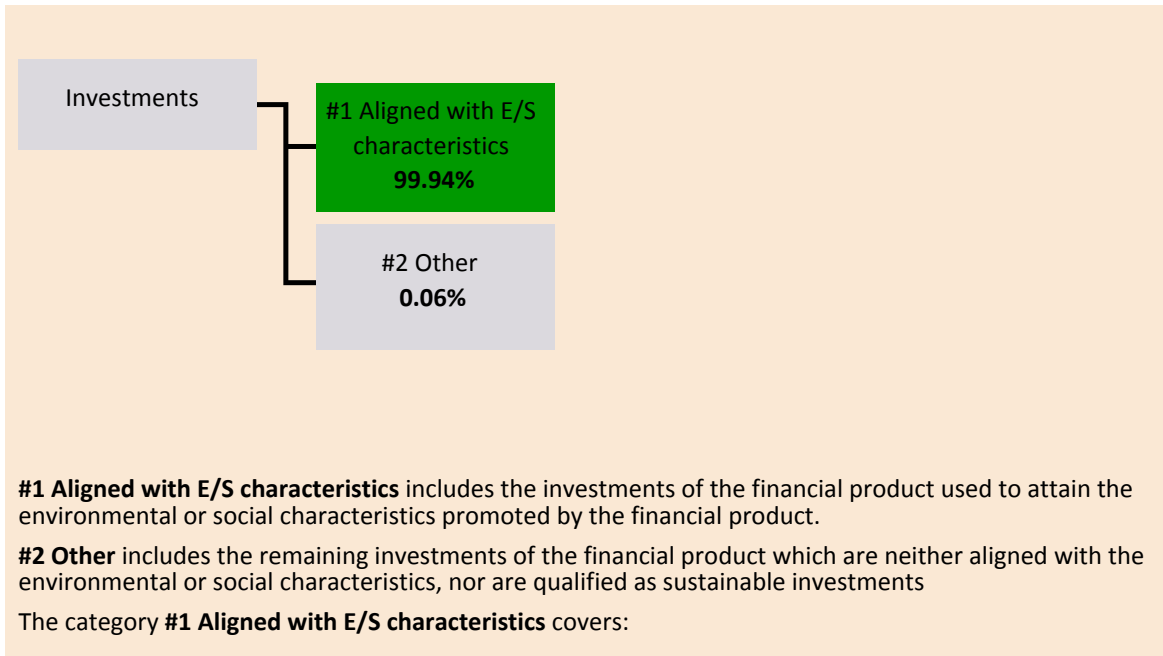 Investments
#1 Aligned with E/S
characteristics
99.94%
#2 Other
0.06%
#1 Aligned with E/S characteristics includes the investments of the financial product used to attain the
environmental or social characteristics promoted by the financial product.
#2 Other includes the remaining investments of the financial product which are neither aligned with the
environmental or social characteristics, nor are qualified as sustainable investments
The category #1 Aligned with E/S characteristics covers: